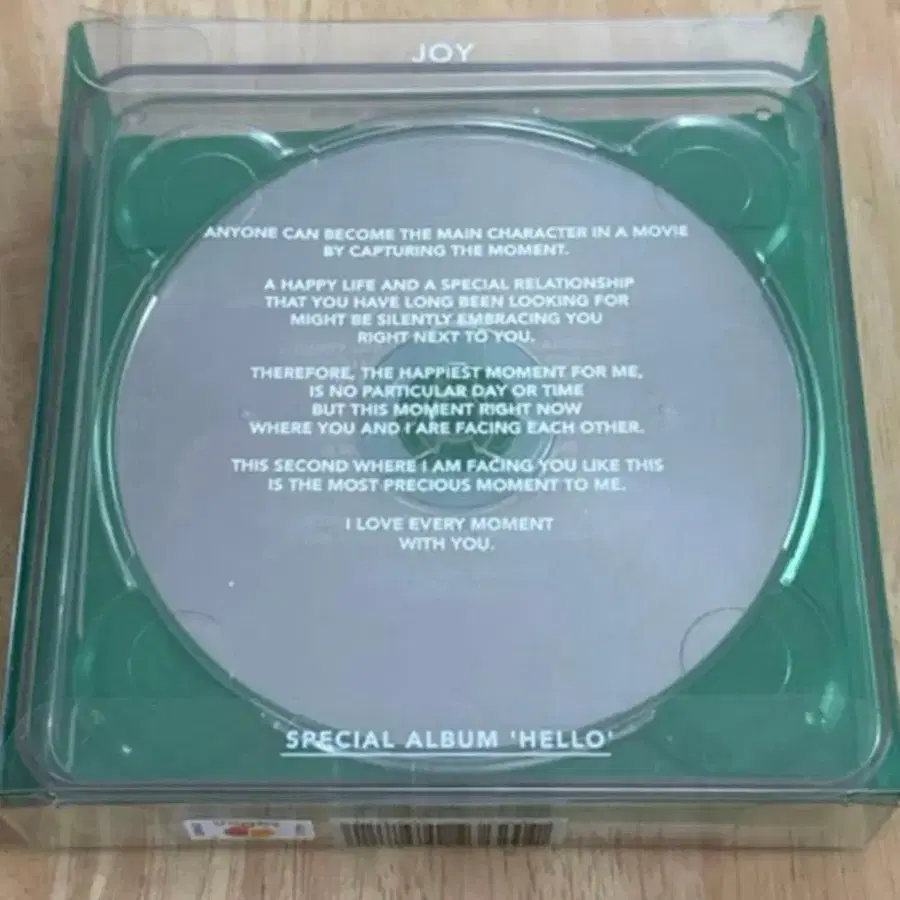 JOY
ANYONE CAN BECOME THE MAIN CHARACTER IN A MOVIE
BY CAPTURING THE MOMENT.
A HAPPY LIFE AND A SPECIAL RELATIONSHIP
THAT YOU HAVE LONG BEEN LOOKING FOR
MIGHT BE SILENTLY EMBRACING YOU
RIGHT NEXT TO YOU.
THEREFORE, THE HAPPIEST MOMENT FOR ME,
IS NO PARTICULAR DAY OR TIME
BUT THIS MOMENT RIGHT NOW
WHERE YOU AND I ARE FACING EACH OTHER.
THIS SECOND WHERE I AM FACING YOU LIKE THIS
IS THE MOST PRECIOUS MOMENT TO ME.
I LOVE EVERY MOMENT
WITH YOU.
SPECIAL ALBUM 'HELLO'